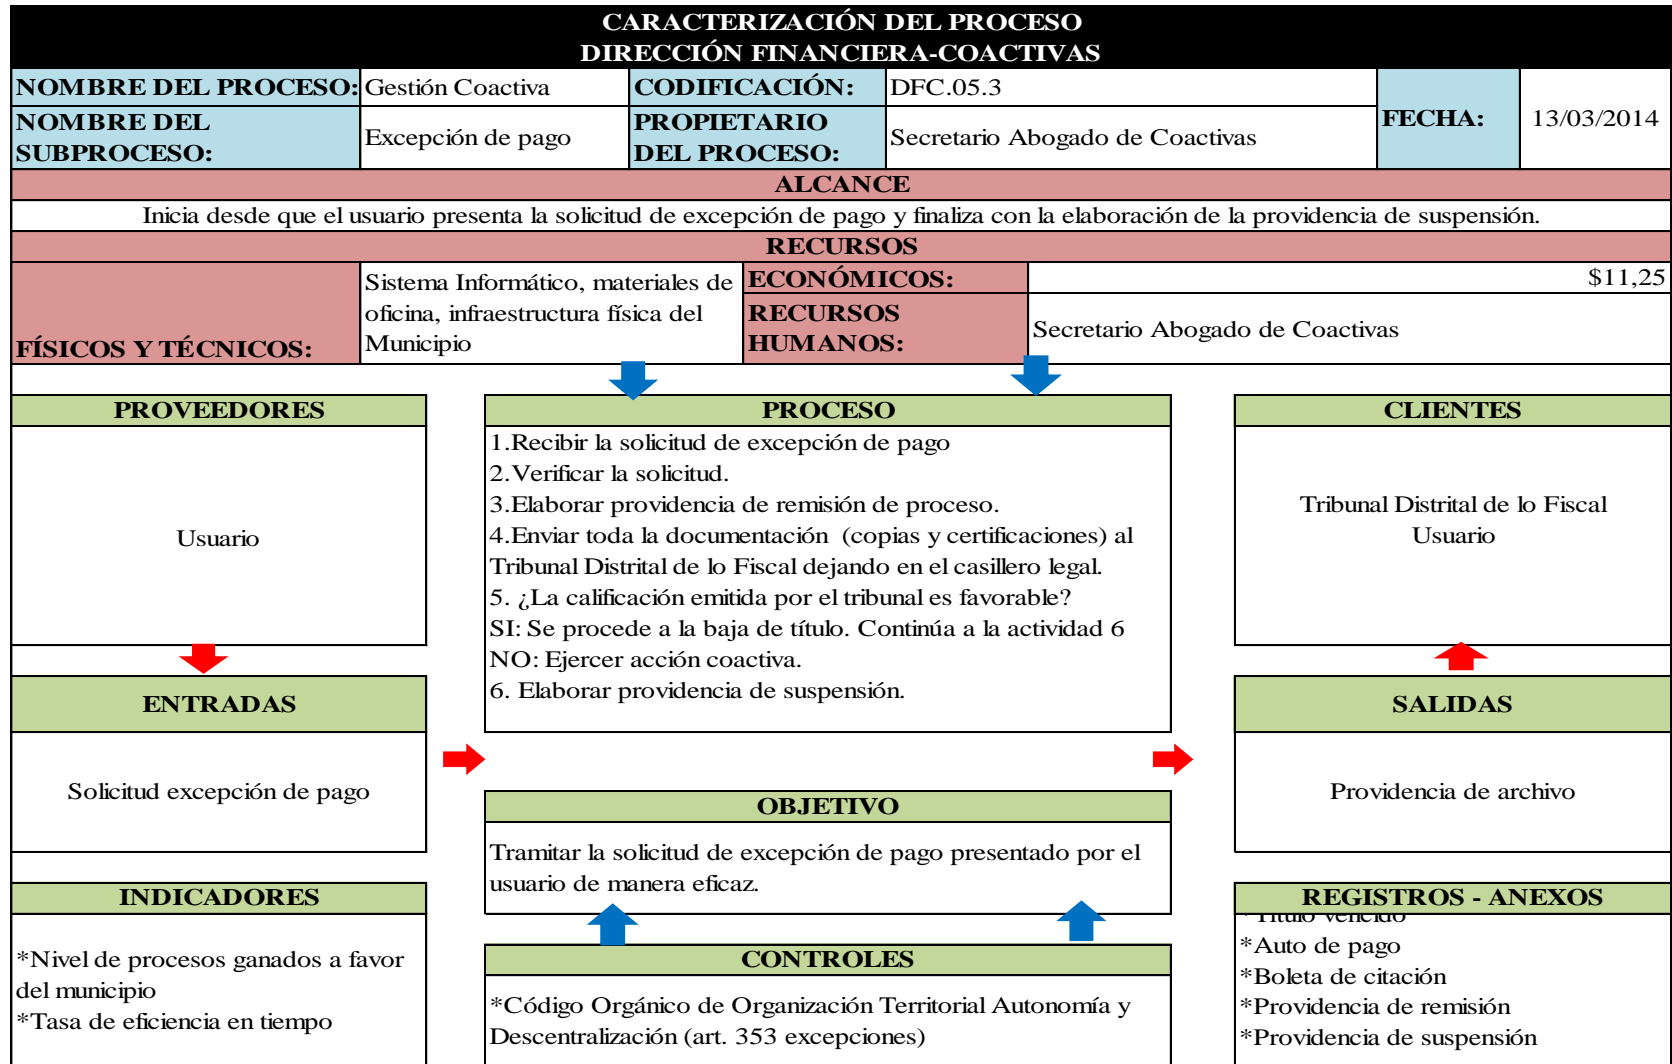 CARACTERIZACIÓN DEL PROCESO
DIRECCIÓN FINANCIERA-COACTIVAS
NOMBRE DEL PROCESO: Gestión Coactiva CODIFICACIÓN: DFC.05.3
FECHA: 13/03/2014
NOMBRE DEL
SUBPROCESO:
Excepción de pago
PROPIETARIO
DEL PROCESO:
Secretario Abogado de Coactivas
ALCANCE
Inicia desde que el usuario presenta la solicitud de excepción de pago y finaliza con la elaboración de la providencia de suspensión.
RECURSOS
FÍSICOS Y TÉCNICOS:
Sistema Informático, materiales de
oficina, infraestructura física del
Municipio
ECONÓMICOS: $11,25
RECURSOS
HUMANOS:
Secretario Abogado de Coactivas
PROVEEDORES
Usuario
ENTRADAS
Solicitud excepción de pago
INDICADORES
*Nivel de procesos ganados a favor
del municipio
*Tasa de eficiencia en tiempo
PROCESO
1.Recibir la solicitud de excepción de pago
2.Verificar la solicitud.
3.Elaborar providencia de remisión de proceso.
4.Enviar toda la documentación (copias y certificaciones) al
Tribunal Distrital de lo Fiscal dejando en el casillero legal.
5. ¿La calificación emitida por el tribunal es favorable?
SI: Se procede a la baja de título. Continúa a la actividad 6
NO: Ejercer acción coactiva.
6. Elaborar providencia de suspensión.
OBJETIVO
Tramitar la solicitud de excepción de pago presentado por el
usuario de manera eficaz.
CONTROLES
*Código Orgánico de Organización Territorial Autonomía y
Descentralización (art. 353 excepciones)
CLIENTES
Tribunal Distrital de lo Fiscal
Usuario
SALIDAS
Providencia de archivo
REGISTROS - ANEXOS
*Título vencido
*Auto de pago
*Boleta de citación
*Providencia de remisión
*Providencia de suspensión